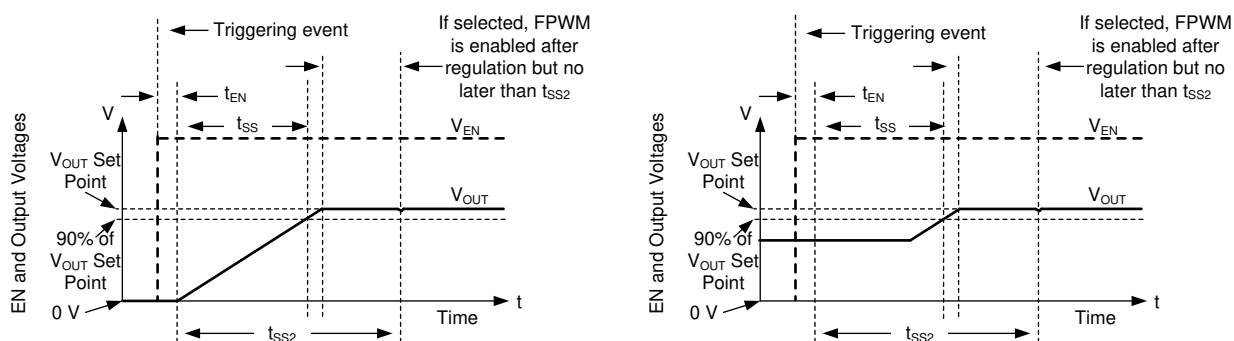 Triggering event
If selected, FPWM
is enabled after
regulation but no
later than tSS2
tEN
V
tSS
VEN
EN and Output Voltages
VOUT Set
Point
VOUT
90% of
VOUT Set
Point
0 V
t
Time
tSS2
Triggering event
If selected, FPWM
is enabled after
regulation but no
later than tSS2
tEN
V
tSS
VEN
EN and Output Voltages
VOUT Set
Point
VOUT
90% of
VOUT Set
Point
0 V
t
Time
tSS2